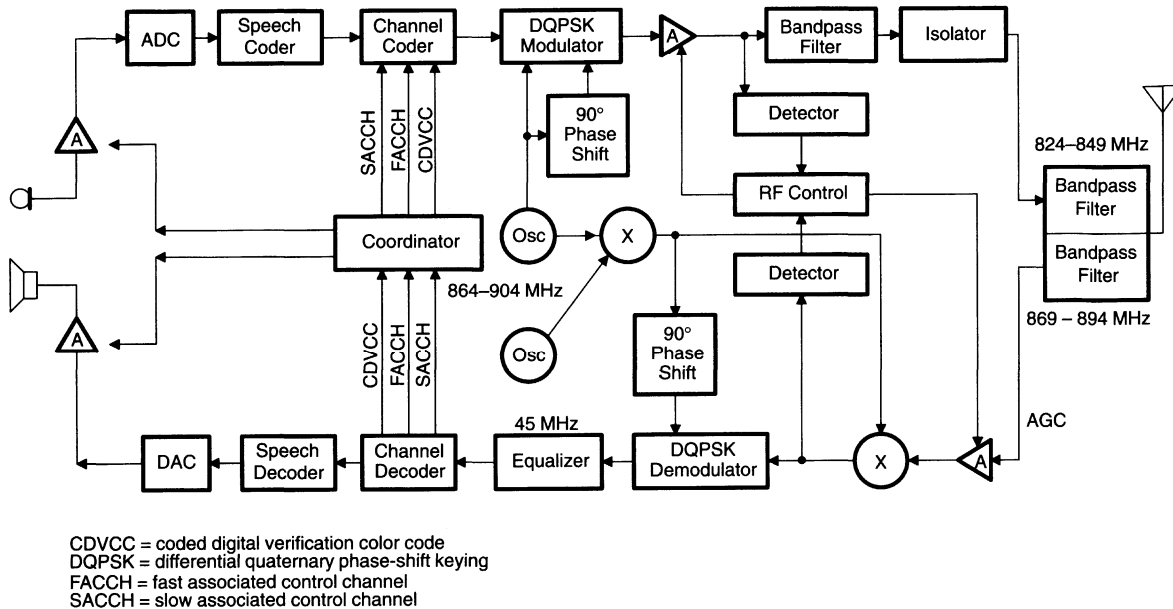 ADC
Speech
Coder
Channel
Coder
DQPSK
Modulator
A
Bandpass
Filter
Isolator
A
SACCH
FACCH
CDVCC
90°
Phase
Shift
Detector
824–849 MHz
RF Control
Bandpass
Filter
Coordinator
Osc
X
Bandpass
Filter
Detector
864–904 MHz
869 – 894 MHz
A
CDVCC
FACCH
SACCH
Osc
90°
Phase
Shift
AGC
45 MHz
DAC
Speech
Decoder
Channel
Decoder
Equalizer
DQPSK
Demodulator
X
A
CDVCC = coded digital verification color code
DQPSK = differential quaternary phase-shift keying
FACCH = fast associated control channel
SACCH = slow associated control channel